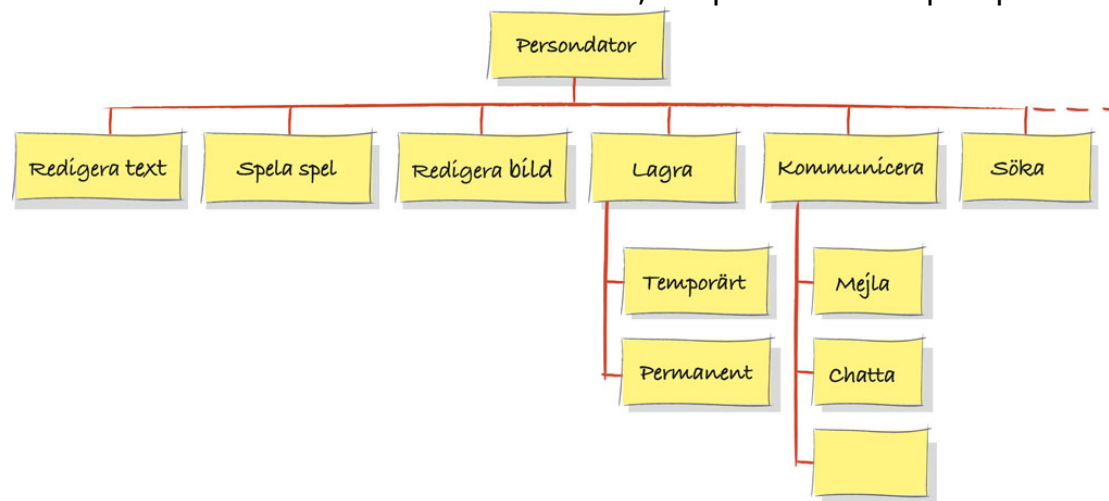 Persondator
Redigera text
Spela spel
Redigera bild
Lagra
Kommunicera
Söka
Temporärt
Mejla
Permanent
Chatta